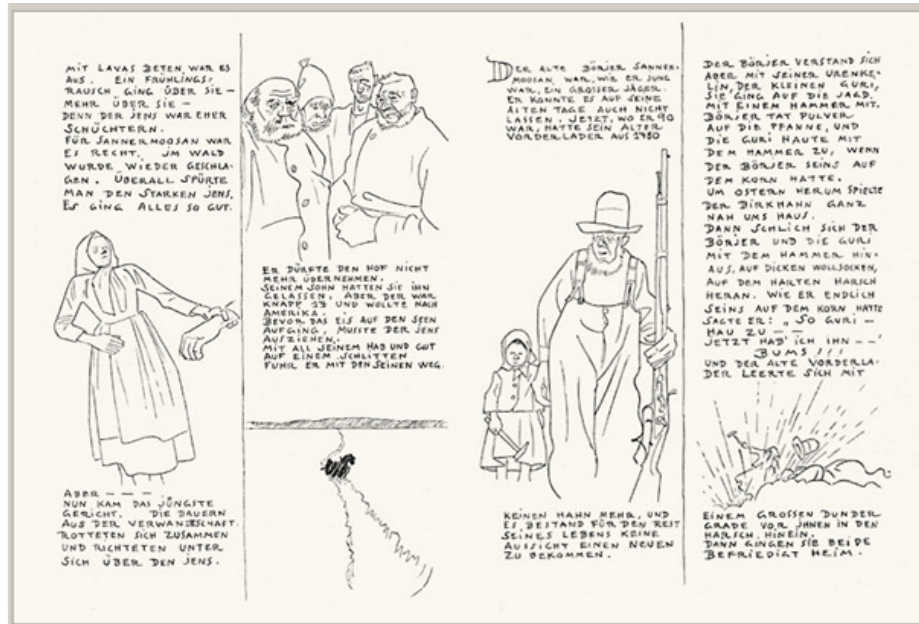 MIT LAVAS BETEN WAR ES
AUS. EIN FRÜHLINGS:
RAUSCH GING ÜBER SIE –
MEHR ÜBER SIE –
DENN DER JENS WAR EHER
SCHÜCHTERN.
FÜR SANNERMOOSAN WAR
ES RECHT. JM WALD
WURDE WIEDER GESCHLA-
GEN. ÜBERALL SPÜRTE
MAN DEN STARKEN JENS.
ES GING ALLES SO GUT.
ABER – – –
NUN KAM DAS JÜNGSTE
GERICHT. DIE BAUERN
AUS DER VERWANDTSCHAFT
ROTTETEN SICH ZUSAMMEN
UND RICHTETEN UNTER
SICH ÜBER DEN JENS.
ER DÜRFTE DEN HOF NICHT
MEHR ÜBERNEHMEN.
SEINEM SOHN HATTEN SIE IHN
GELASSEN, ABER DER WAR
KNAPP 13 UND WOLLTE NACH
AMERIKA.
BEVOR DAS EIS AUF DEN SEEN
AUFGING, MUSSTE DER JENS
AUSZIEHEN.
MIT ALL SEINEM HAB UND GUT
AUF EINEM SCHLITTEN
FUHR ER MIT DEN SEINEN WEG.
DER ALTE BÖRJER SANNER-
MOOSAN WAR, WIE ER JUNG
WAR, EIN GROSSER JÄGER.
ER KONNTE ES AUF SEINE
ALTEN TAGE AUCH NICHT
LASSEN. JETZT, WO ER 90
WAR, HATTE SEIN ALTER
VORDERLADER AUS 1780
KEINEN HAHN MEHR, UND
ES BESTAND FÜR DEN REST
SEINES LEBENS KEINE
AUSSICHT EINEN NEUEN
ZU BEKOMMEN.
DER BÖRJER VERSTAND SICH
ABER MIT SEINER URENKE-
LIN, DER KLEINEN GURI,
SIE GING AUF DIE JAGD,
MIT EINEM HAMMER MIT.
BÖRJER TAT PULVER
AUF DIE PFANNE, UND
DIE GURI HAUTE MIT
DEM HAMMER ZU, WENN
DER BÖRJER SEINS AUF
DEM KORN HATTE.
UM OSTERN HERUM SPIELTE
DER BIRKHAHN GANZ
NAH UMS HAUS.
DANN SCHLICH SICH DER
BÖRJER UND DIE GURI
MIT DEM HAMMER HIN-
AUS, AUF DICKEN WOLLSOCKEN,
AUF DEM HARTEN HARSCH
HERAN. WIE ER ENDLICH
SEINS AUF DEM KORN HATTE
SAGTE ER: „SO GURI –
HAU ZU – –
JETZT HAB' ICH IHN – –'
BUMS !!!
UND DER ALTE VORDERLA-
DER LEERTE SICH MIT
EINEM GROSSEN DUNDER
GRADE VOR JHNEN IN DEN
HARSCH HINEIN.
DANN GINGEN SIE BEIDE
BEFRIEDIGT HEIM.